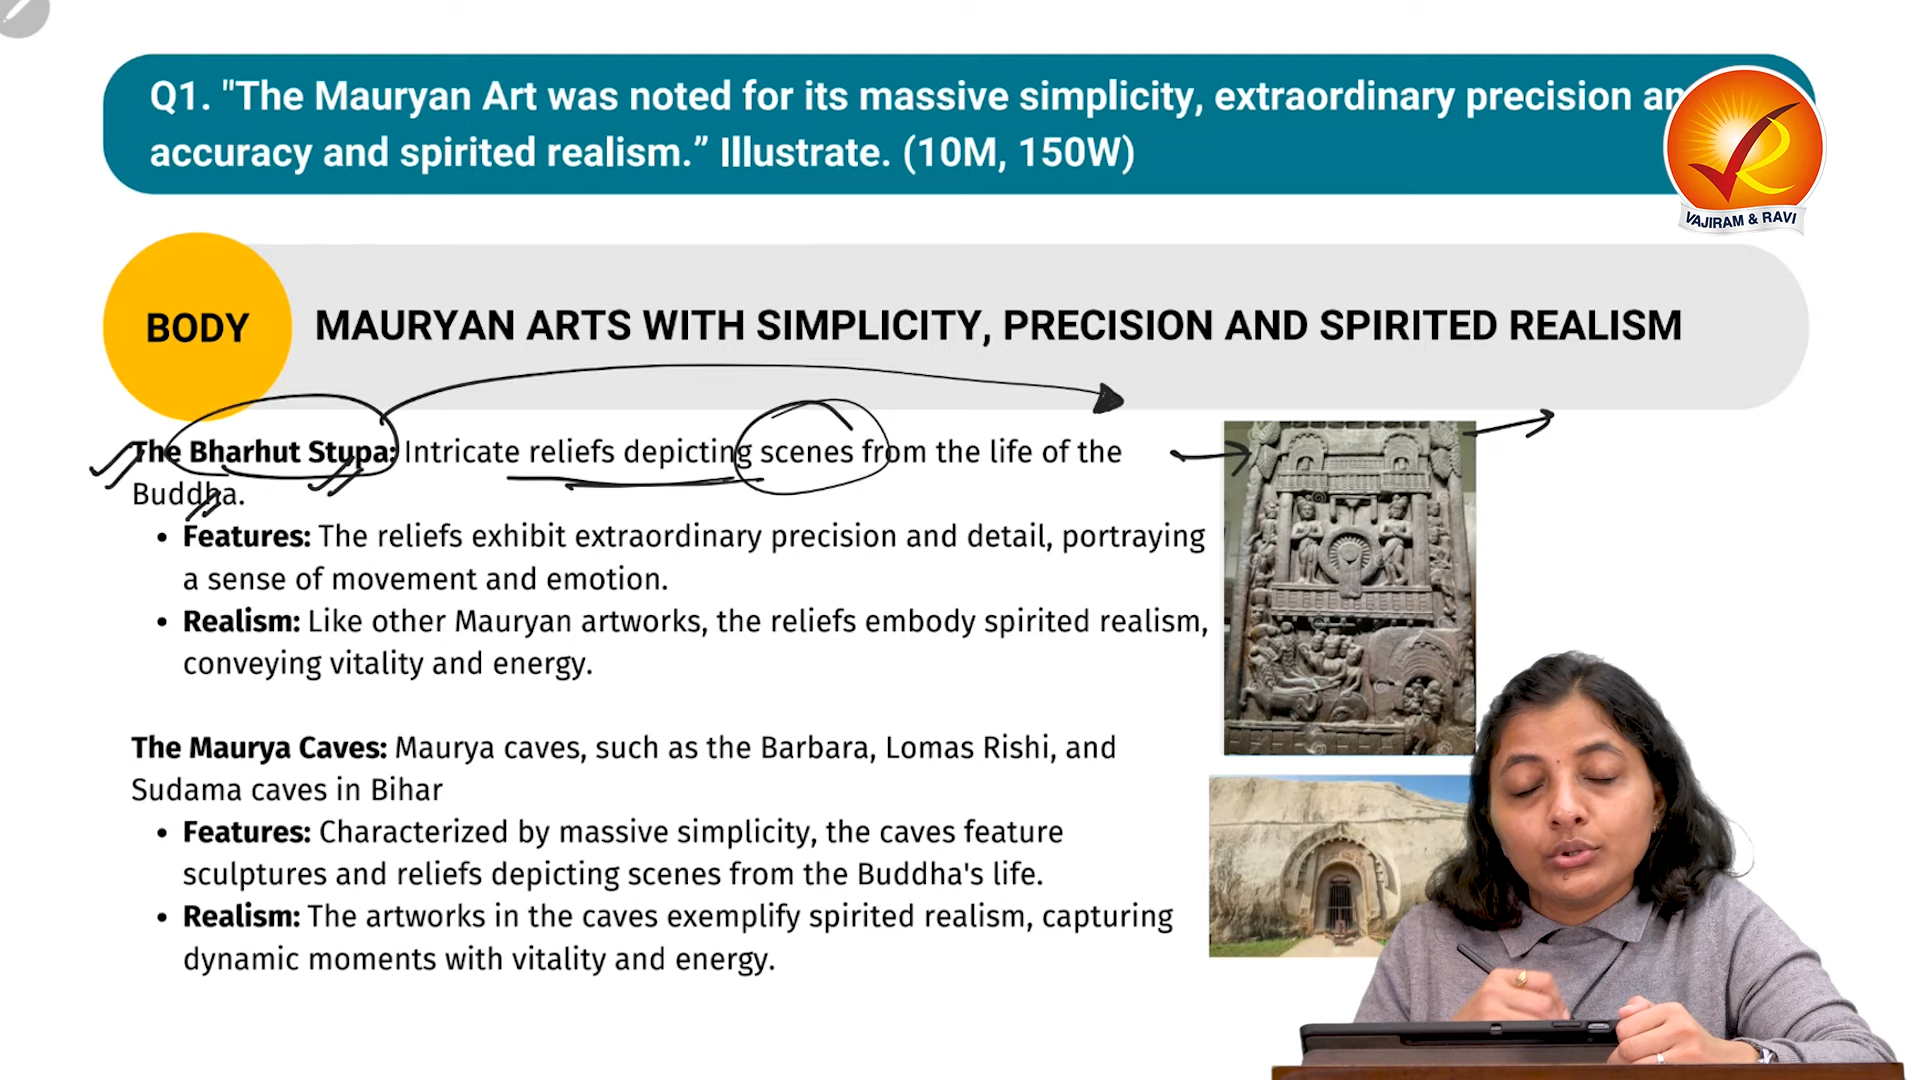 Q1. "The Mauryan Art was noted for its massive simplicity, extraordinary precision an
accuracy and spirited realism.” Illustrate. (10M, 150W)
VAJIRAM & RAVI
BODY
MAURYAN ARTS WITH SIMPLICITY, PRECISION AND SPIRITED REALISM
The Bharhut Stupa: Intricate reliefs depicting scenes from the life of the
Buddha.
• Features: The reliefs exhibit extraordinary precision and detail, portraying
a sense of movement and emotion.
• Realism: Like other Mauryan artworks, the reliefs embody spirited realism,
conveying vitality and energy.
The Maurya Caves: Maurya caves, such as the Barbara, Lomas Rishi, and
Sudama caves in Bihar
• Features: Characterized by massive simplicity, the caves feature
sculptures and reliefs depicting scenes from the Buddha's life.
• Realism: The artworks in the caves exemplify spirited realism, capturing
dynamic moments with vitality and energy.